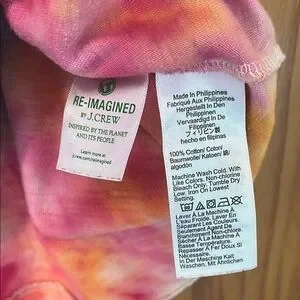 RE-IMAGINED
BY J.CREW
INSPIRED BY THE PLANET
AND ITS PEOPLE
Learn more at
jcrew.com/reimagined
Made In Philippines
Fabriqué Aux Philippines
Hergestellt In Den
Philippinen
Vervaardigd In De
Filipijnen
フィリピン製
hecho en filipinas
100% Cotton/ Coton/
Baumwolle/ Katoen/ 綿/
algodón
Machine Wash Cold, With
Like Colors. Non-chlorine
Bleach Only. Tumble Dry
Low. Iron On Lowest
Setting.
Laver À La Machine À
L'eau Froide. Laver En
Séparant Les Couleurs.
Seulement Agent De
Blanchiment Non-chlore.
Sécher À La Machine À
Basse Température.
Repasser À Fer Doux Si
Nécessaire.
In Der Maschine Kalt
Waschen, Mit Ähnlichen